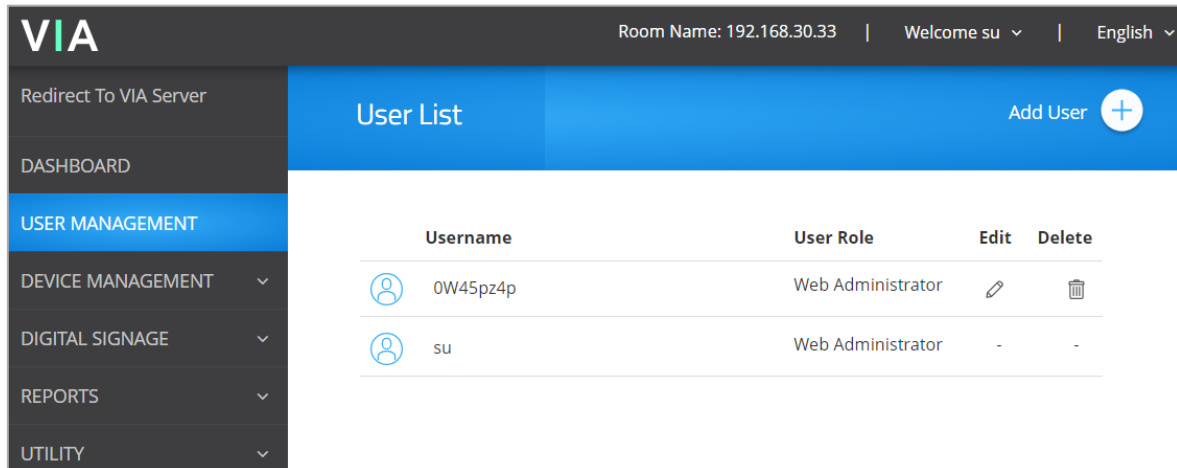 VIA
Room Name: 192.168.30.33 | Welcome su | English
Redirect To VIA Server
User List
Add User
DASHBOARD
USER MANAGEMENT
Username User Role Edit Delete
DEVICE MANAGEMENT
0W45pz4p Web Administrator
DIGITAL SIGNAGE
su Web Administrator - -
REPORTS
UTILITY